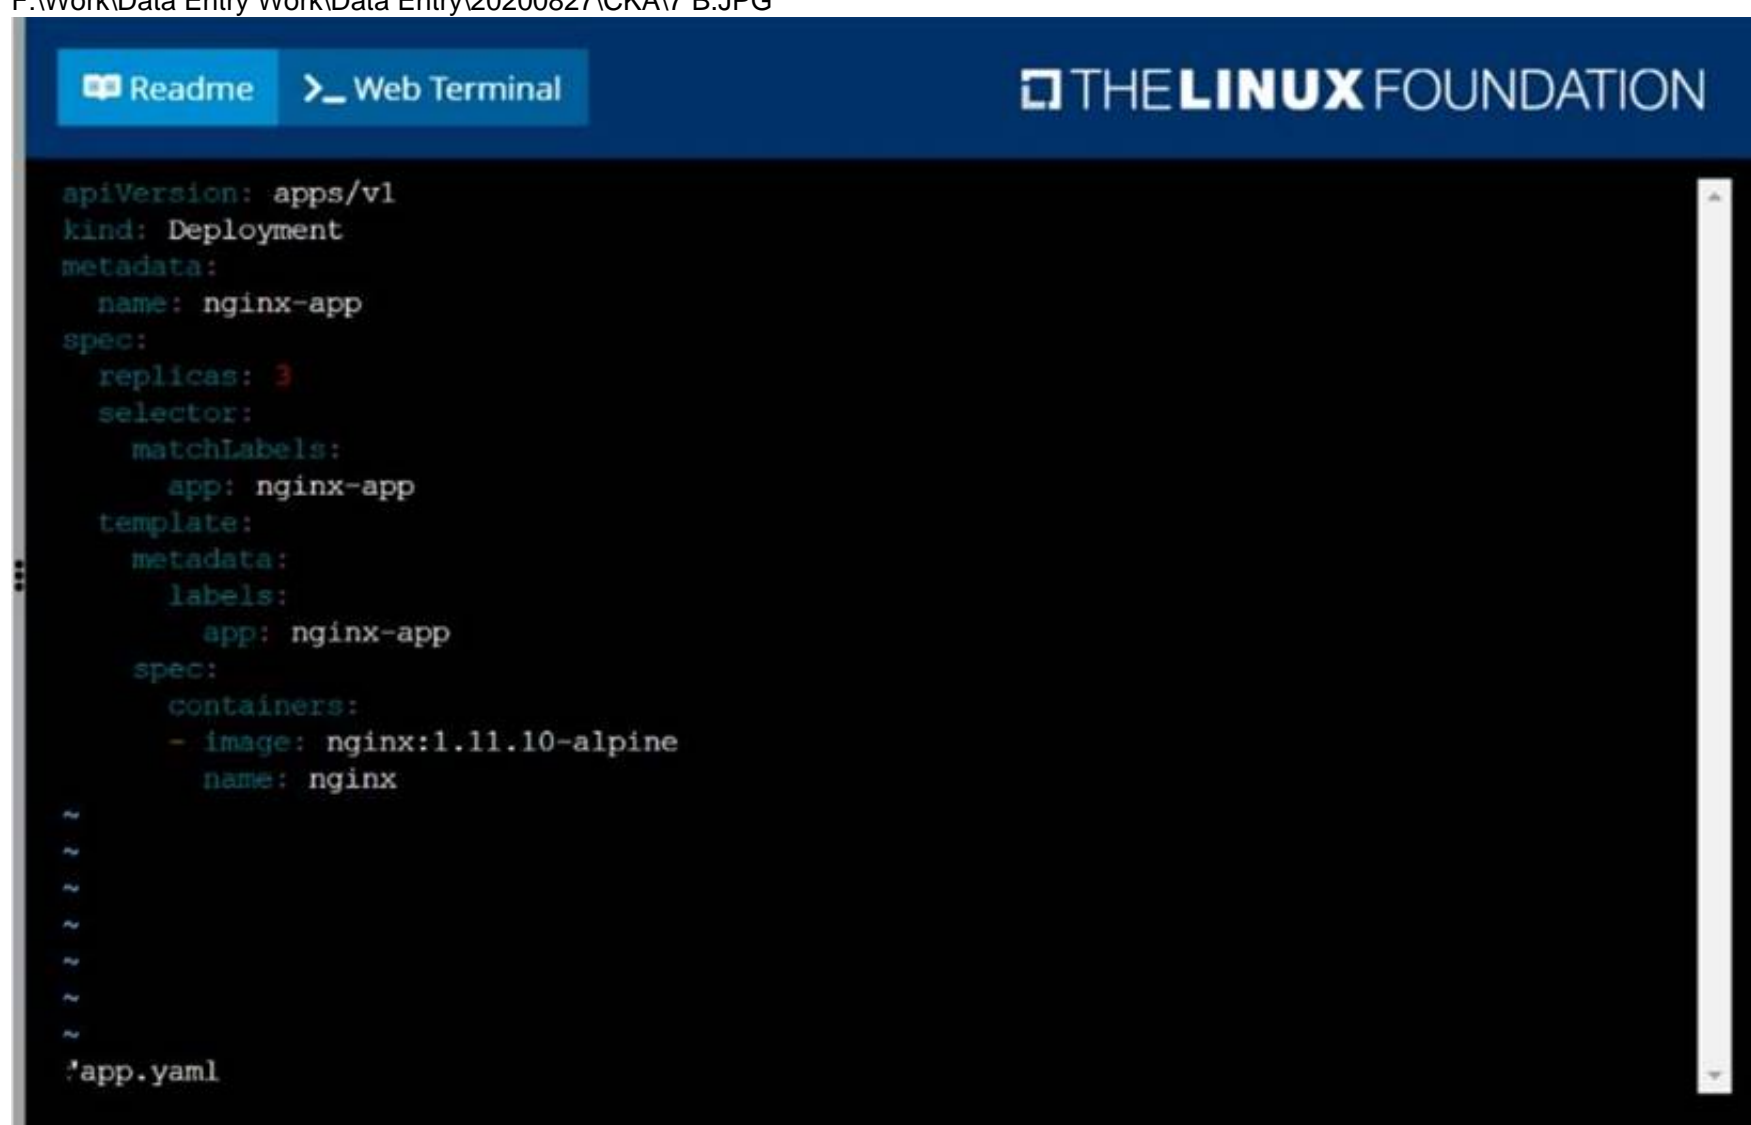 F:\Work\Data Entry Work\Data Entry\20200827\CKA\7 B.JPG
Readme >_ Web Terminal THE LINUX FOUNDATION
apiVersion: apps/v1
kind: Deployment
metadata:
  name: nginx-app
spec:
  replicas: 3
  selector:
    matchLabels:
      app: nginx-app
  template:
    metadata:
      labels:
        app: nginx-app
    spec:
      containers:
      - image: nginx:1.11.10-alpine
        name: nginx
~
~
~
~
~
~
~
"app.yaml